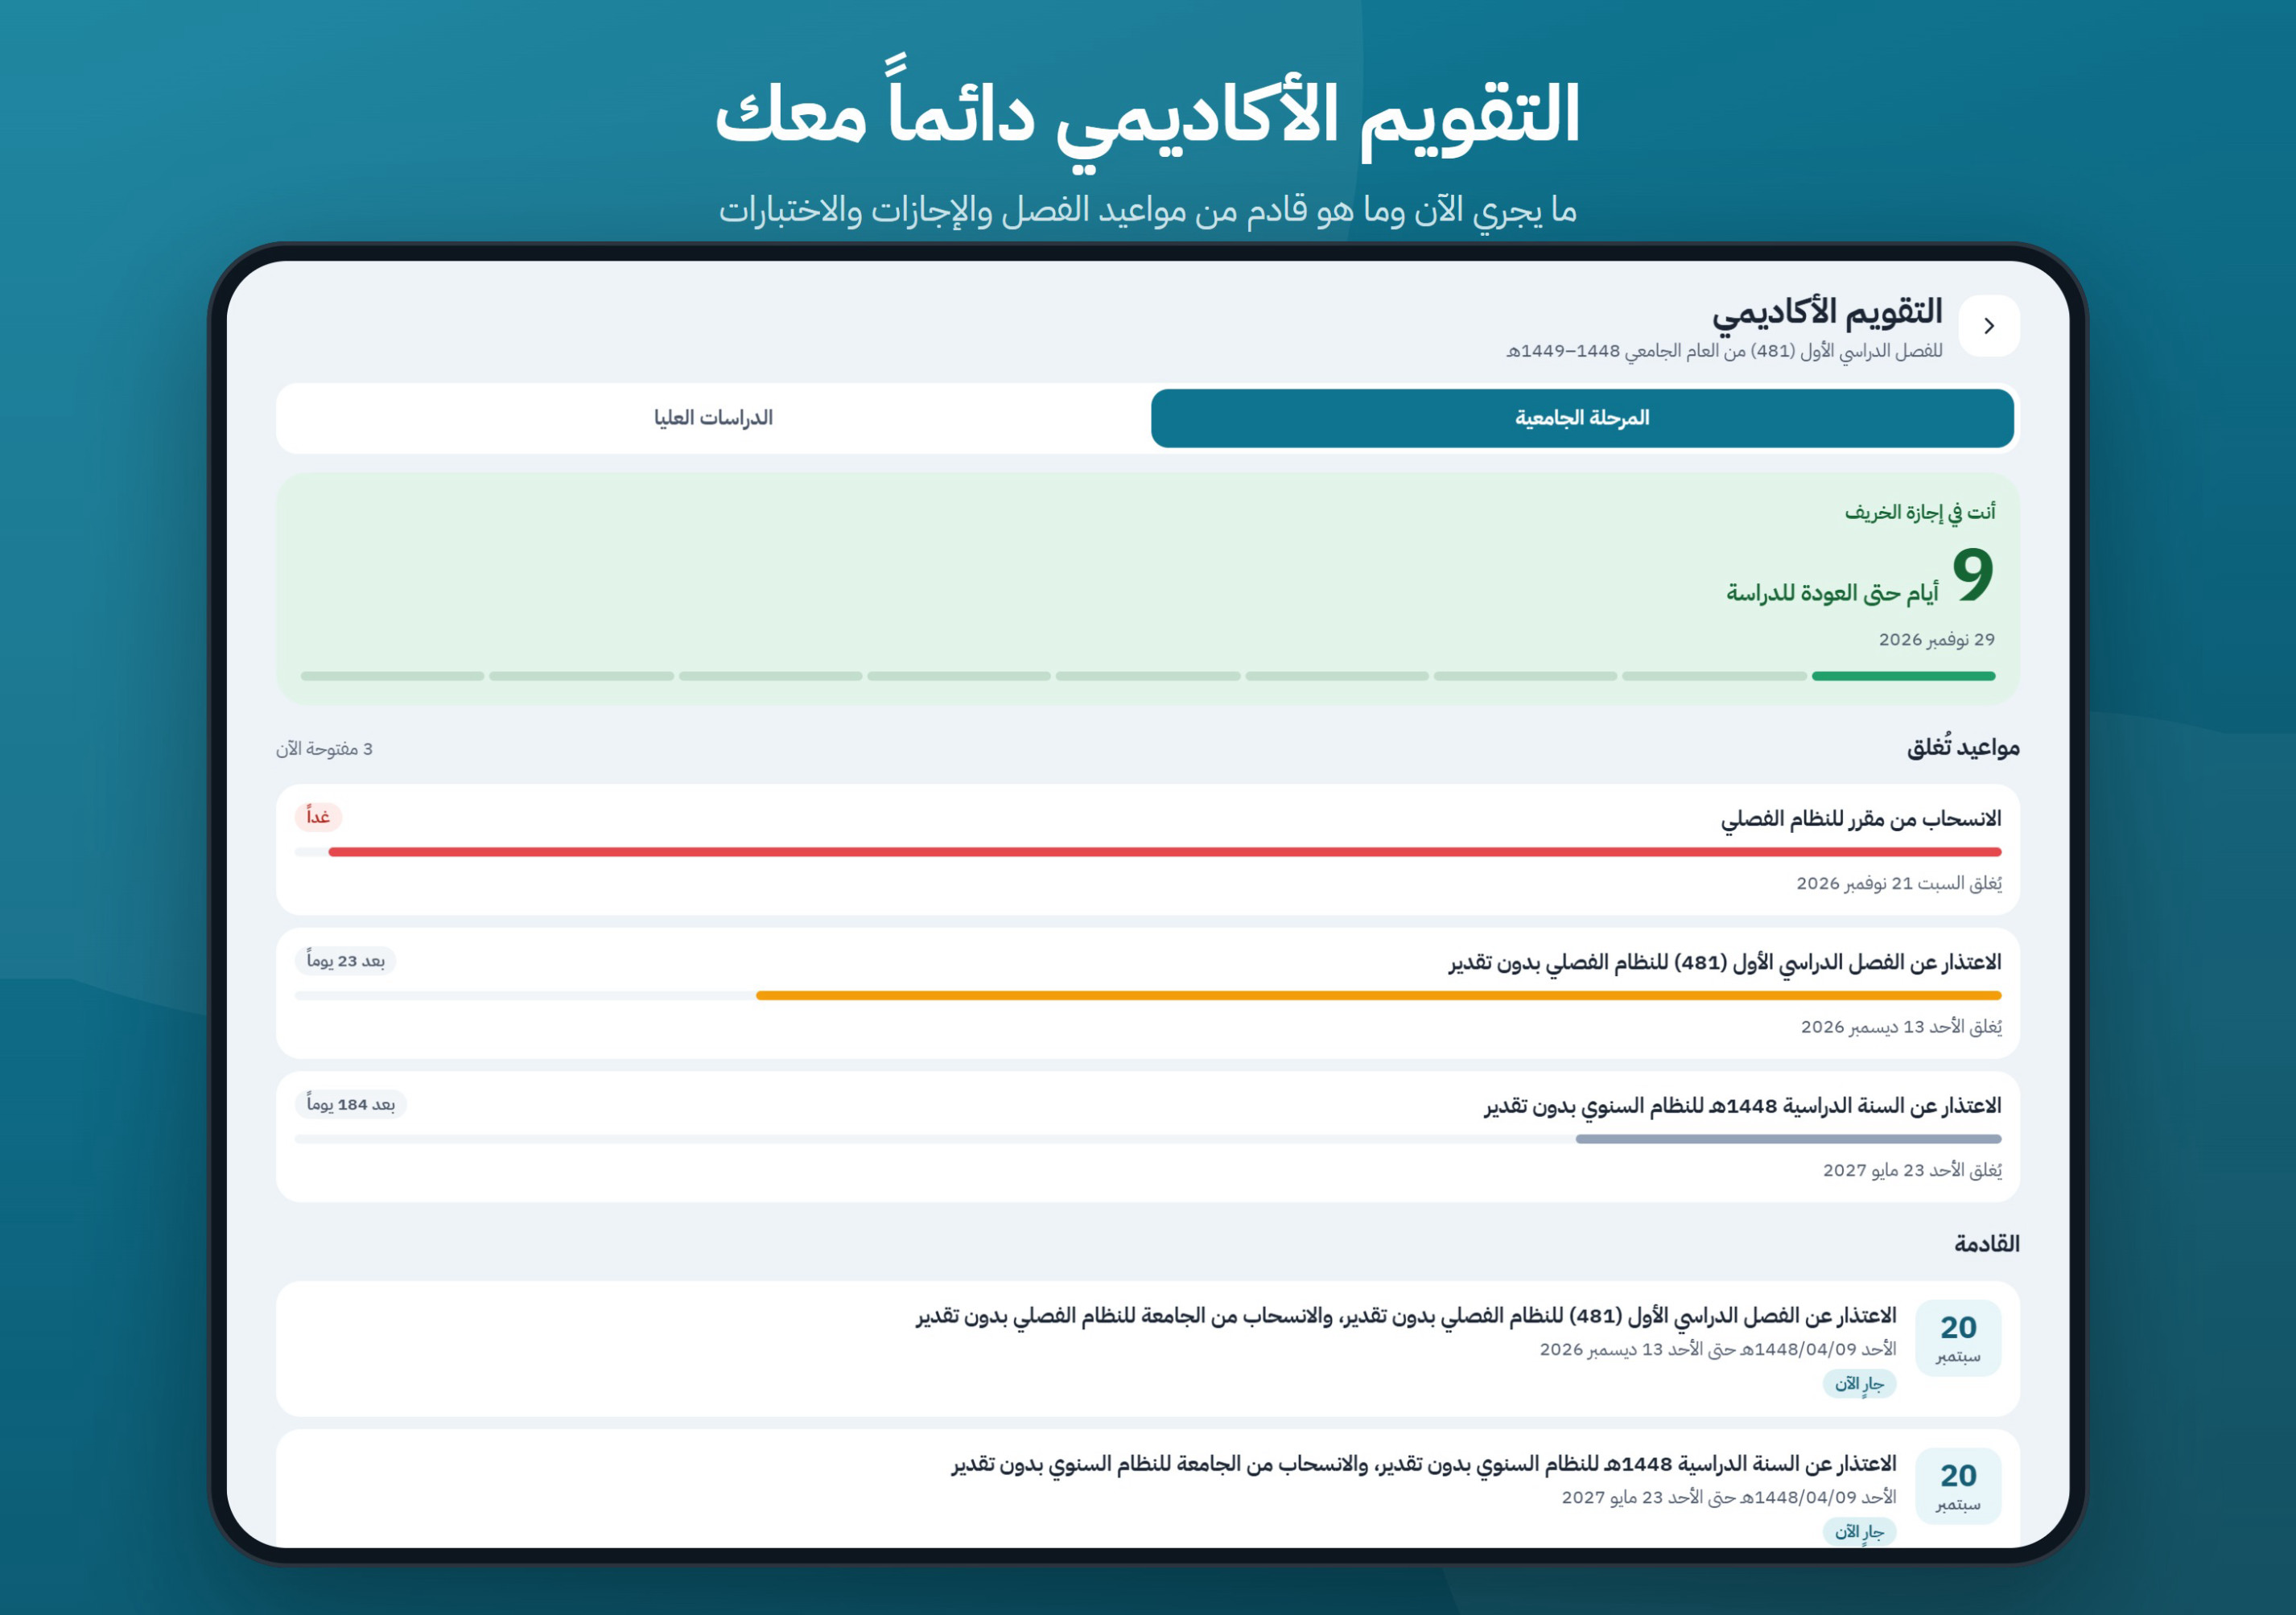 التقويم الأكاديمي دائماً معك
ما يجري الآن وما هو قادم من مواعيد الفصل والإجازات والاختبارات
التقويم الأكاديمي
للفصل الدراسي الأول (481) من العام الجامعي 1448–1449هـ
المرحلة الجامعية
الدراسات العليا
أنت في إجازة الخريف
9 أيام حتى العودة للدراسة
29 نوفمبر 2026
مواعيد تُغلق
3 مفتوحة الآن
الانسحاب من مقرر للنظام الفصلي
غداً
يُغلق السبت 21 نوفمبر 2026
الاعتذار عن الفصل الدراسي الأول (481) للنظام الفصلي بدون تقدير
بعد 23 يوماً
يُغلق الأحد 13 ديسمبر 2026
الاعتذار عن السنة الدراسية 1448هـ للنظام السنوي بدون تقدير
بعد 184 يوماً
يُغلق الأحد 23 مايو 2027
القادمة
20
سبتمبر
الاعتذار عن الفصل الدراسي الأول (481) للنظام الفصلي بدون تقدير، والانسحاب من الجامعة للنظام الفصلي بدون تقدير
الأحد 1448/04/09هـ حتى الأحد 13 ديسمبر 2026
جارٍ الآن
20
سبتمبر
الاعتذار عن السنة الدراسية 1448هـ للنظام السنوي بدون تقدير، والانسحاب من الجامعة للنظام السنوي بدون تقدير
الأحد 1448/04/09هـ حتى الأحد 23 مايو 2027
جارٍ الآن